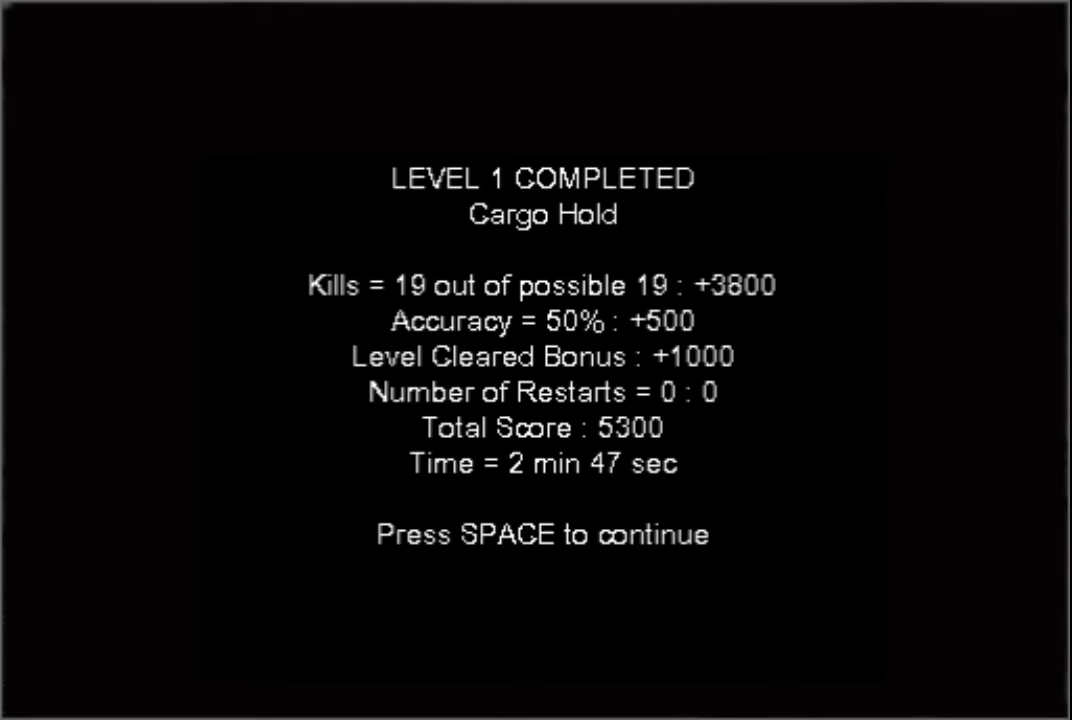 LEVEL 1 COMPLETED
Cargo Hold
Kills = 19 out of possible 19 : +3800
Accuracy = 50% : +500
Level Cleared Bonus : +1000
Number of Restarts = 0 : 0
Total Score : 5300
Time = 2 min 47 sec
Press SPACE to continue